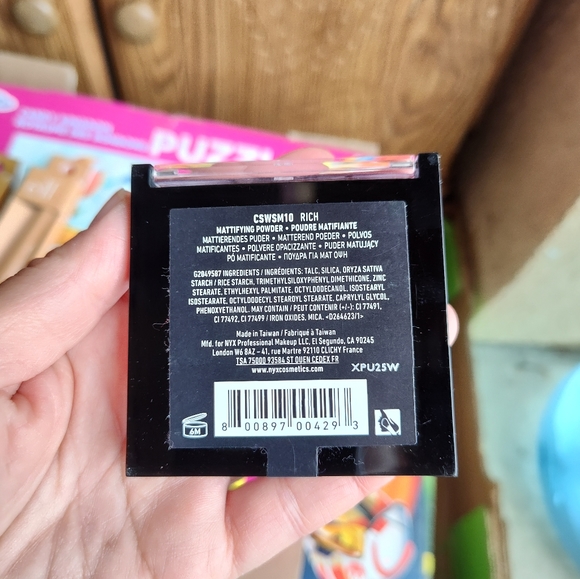 PUZZ
CSWSM10 RICH
MATTIFYING POWDER • POUDRE MATIFIANTE
MATTIERENDES PUDER • MATTEREND POEDER • POLVOS
MATIFICANTES • POLVERE OPACIZZANTE • PUDER MATUJĄCY
PÓ MATIFICANTE • ΠΟΥΔΡΑ ΓΙΑ ΜΑΤ ΟΨΗ
G2049507 INGREDIENTS / INGRÉDIENTS: TALC, SILICA, ORYZA SATIVA
STARCH / RICE STARCH, TRIMETHYLSILOXYPHENYL DIMETHICONE, ZINC
STEARATE, ETHYLHEXYL PALMITATE, OCTYLDODECANOL, ISOSTEAROYL
ISOSTEARATE, OCTYLDODECYL STEAROYL STEARATE, CAPRYLYL GLYCOL,
PHENOXYETHANOL. MAY CONTAIN / PEUT CONTENIR (+/-): CI 77491,
CI 77492, CI 77499 / IRON OXIDES, MICA. <D264623/1>
Made in Taiwan / Fabriqué à Taiwan
Mfd. for NYX Professional Makeup LLC, El Segundo, CA 90245
London W6 8AZ – 41, rue Martre 92110 CLICHY France
TSA 75000 93584 ST OUEN CEDEX FR
www.nyxcosmetics.com
XPU25W
6M
8 00897 00429 3